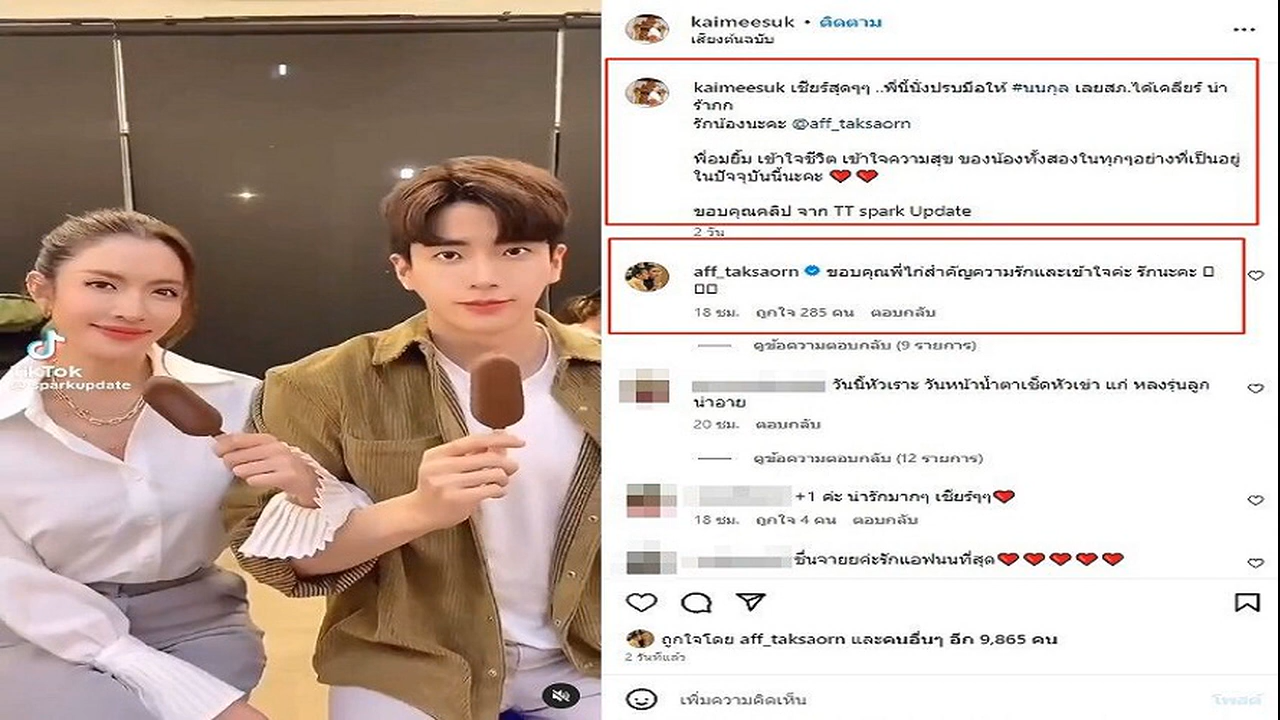 TikTok
@sparkupdate
kaimeesuk • ติดตาม
เสียงต้นฉบับ
kaimeesuk เชียร์สุดๆๆ ..พี่นี้นั่งปรบมือให้ #นนกุล เลยสภ.ได้เคลียร์ น่า
ร้ากก
รักน้องนะคะ @aff_taksaorn
พี่อมยิ้ม เข้าใจชีวิต เข้าใจความสุข ของน้องทั้งสองในทุกๆอย่างที่เป็นอยู่
ในปัจจุบันนี้นะคะ ❤️ ❤️
ขอบคุณคลิป จาก TT spark Update
2 วัน
aff_taksaorn ขอบคุณพี่ไก่สำคัญความรักและเข้าใจค่ะ รักนะคะ
18 ชม. ถูกใจ 285 คน ตอบกลับ
ดูข้อความตอบกลับ (9 รายการ)
วันนี้หัวเราะ วันหน้าน้ำตาเช็ดหัวเข่า แก่ หลงรุ่นลูก
น่าอาย
20 ชม. ตอบกลับ
ดูข้อความตอบกลับ (12 รายการ)
+1 ค่ะ น่ารักมากๆ เชียร์ๆๆ❤️
18 ชม. ถูกใจ 4 คน ตอบกลับ
ชื่นจายยค่ะรักแอฟนนที่สุด❤️❤️❤️❤️❤️
ถูกใจโดย aff_taksaorn และคนอื่นๆ อีก 9,865 คน
2 วันที่แล้ว
เพิ่มความคิดเห็น
โพสต์